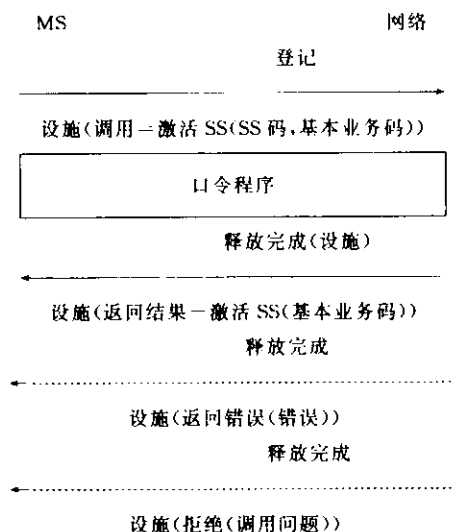 MS 网络
登记
设施(调用=激活 SS(SS 码,基本业务码))
口令程序
释放完成(设施)
设施(返回结果-激活 SS(基本业务码))
释放完成
设施(返回错误(错误))
释放完成
设施(拒绝(调用问题))